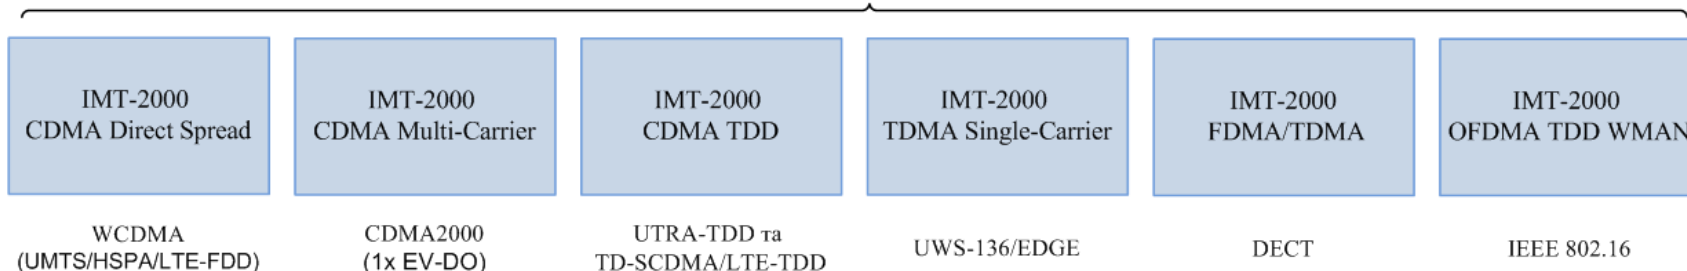 IMT-2000
CDMA Direct Spread
IMT-2000
CDMA Multi-Carrier
IMT-2000
CDMA TDD
IMT-2000
TDMA Single-Carrier
IMT-2000
FDMA/TDMA
IMT-2000
OFDMA TDD WMAN
WCDMA
(UMTS/HSPA/LTE-FDD)
CDMA2000
(1x EV-DO)
UTRA-TDD та
TD-SCDMA/LTE-TDD
UWS-136/EDGE
DECT
IEEE 802.16